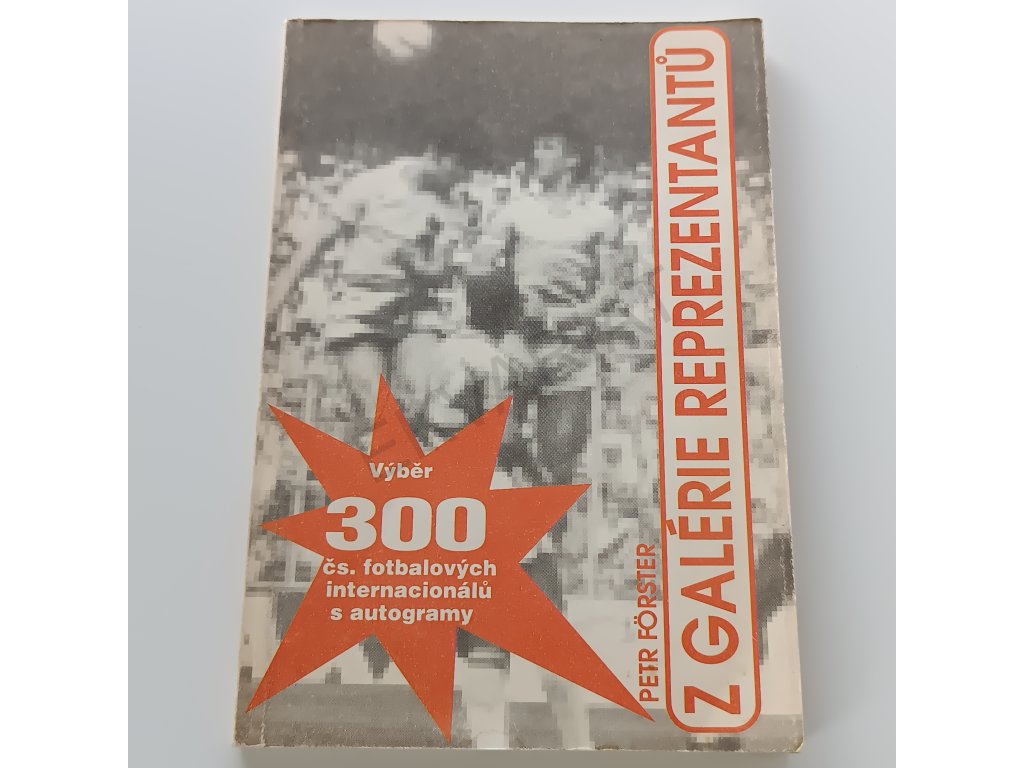 Z GALÉRIE REPREZENTANTŮ
PETR FÖRSTER
Výběr
300
čs. fotbalových
internacionálů
s autogramy